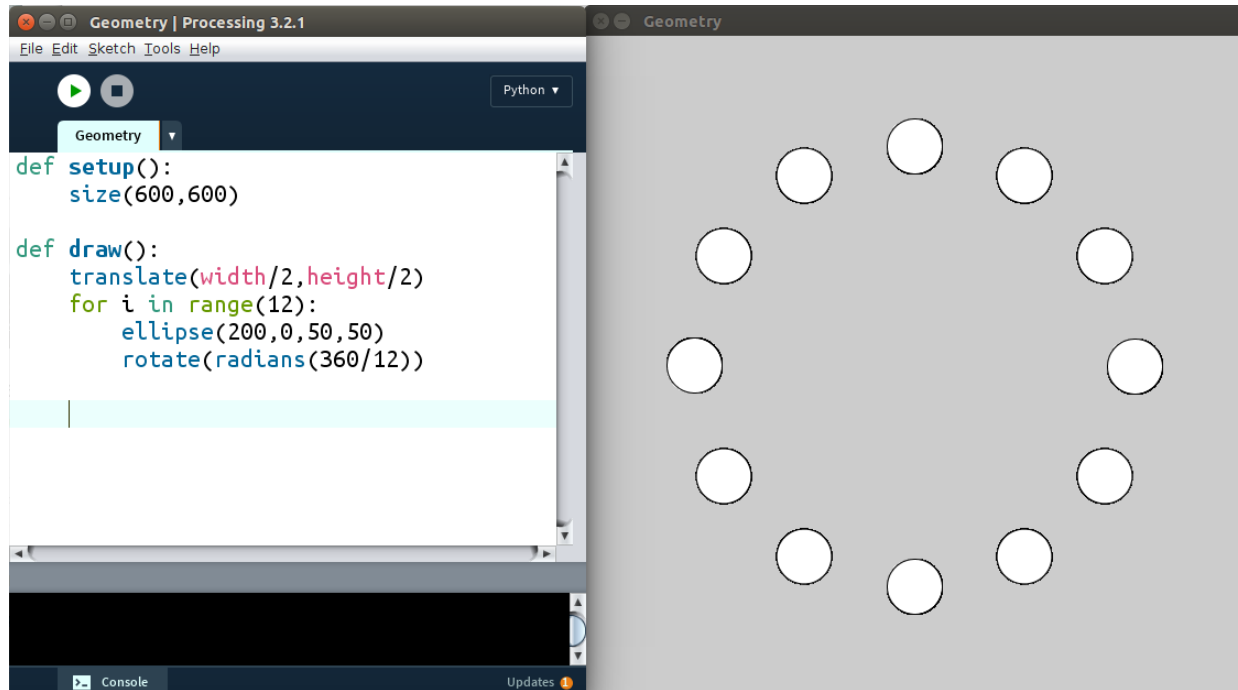 Geometry | Processing 3.2.1
File Edit Sketch Tools Help
Python ▼
Geometry ▼
def setup():
    size(600,600)

def draw():
    translate(width/2,height/2)
    for i in range(12):
        ellipse(200,0,50,50)
        rotate(radians(360/12))
>_ Console
Updates 1
Geometry